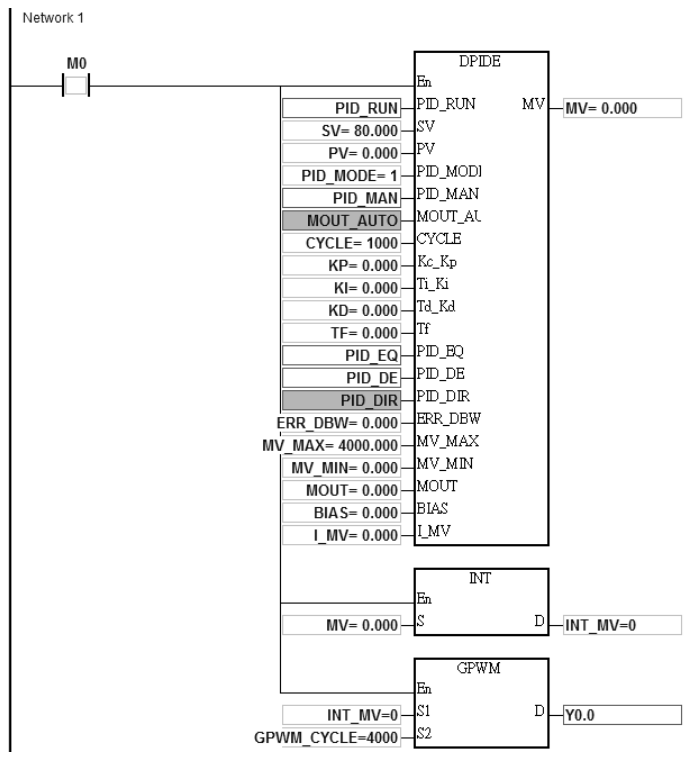 Network 1
M0
DPIDE
En
PID_RUN PID_RUN MV MV= 0.000
SV= 80.000 SV
PV= 0.000 PV
PID_MODE= 1 PID_MODI
PID_MAN PID_MAN
MOUT_AUTO MOUT_AU
CYCLE= 1000 CYCLE
KP= 0.000 Kc_Kp
KI= 0.000 Ti_Ki
KD= 0.000 Td_Kd
TF= 0.000 Tf
PID_EQ PID_EQ
PID_DE PID_DE
PID_DIR PID_DIR
ERR_DBW= 0.000 ERR_DBW
MV_MAX= 4000.000 MV_MAX
MV_MIN= 0.000 MV_MIN
MOUT= 0.000 MOUT
BIAS= 0.000 BIAS
I_MV= 0.000 I_MV
INT
En
MV= 0.000 S D INT_MV=0
GPWM
En
INT_MV=0 S1 D Y0.0
GPWM_CYCLE=4000 S2